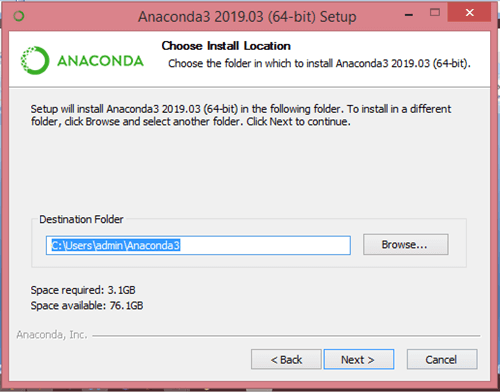 Anaconda3 2019.03 (64-bit) Setup
ANACONDA
Choose Install Location
Choose the folder in which to install Anaconda3 2019.03 (64-bit).
Setup will install Anaconda3 2019.03 (64-bit) in the following folder. To install in a different
folder, click Browse and select another folder. Click Next to continue.
Destination Folder
C:\Users\admin\Anaconda3
Browse...
Space required: 3.1GB
Space available: 76.1GB
Anaconda, Inc.
< Back
Next >
Cancel